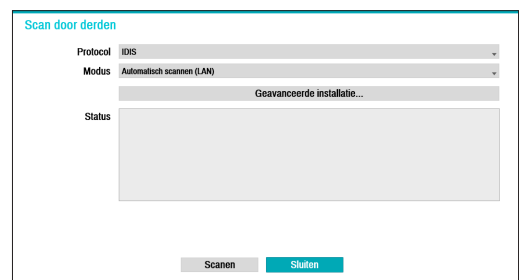 Scan door derden
Protocol IDIS
Modus Automatisch scannen (LAN)
Geavanceerde installatie...
Status
Scanen Sluiten